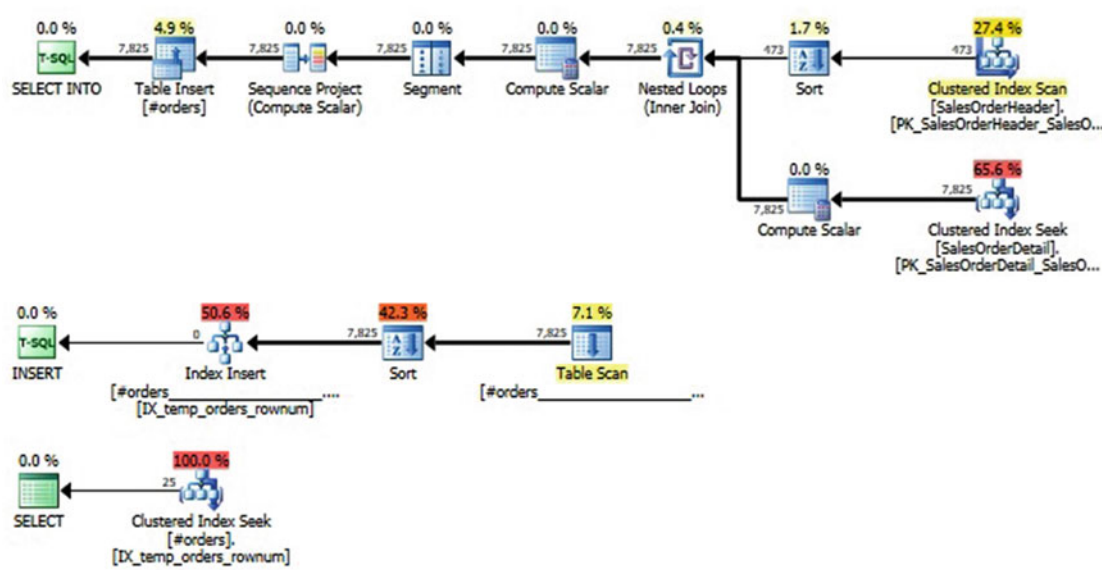 0.0 % 4.9 % 0.0 % 0.0 % 0.0 % 0.4 % 1.7 % 27.4 %
T-SQL 7,825 7,825 7,825 7,825 7,825 473 A Z 473
SELECT INTO Table Insert Sequence Project Segment Compute Scalar Nested Loops Sort Clustered Index Scan
[#orders] (Compute Scalar) (Inner Join) [SalesOrderHeader].
[PK_SalesOrderHeader_SalesO...
0.0 % 65.6 %
7,825 7,825
Compute Scalar Clustered Index Seek
[SalesOrderDetail].
[PK_SalesOrderDetail_SalesO...
0.0 % 50.6 % 42.3 % 7.1 %
T-SQL 0 7,825 A Z 7,825
INSERT Index Insert Sort Table Scan
[#orders____________________.... [#orders____________________...
[IX_temp_orders_rownum]
0.0 % 100.0 %
25
SELECT Clustered Index Seek
[#orders].
[IX_temp_orders_rownum]